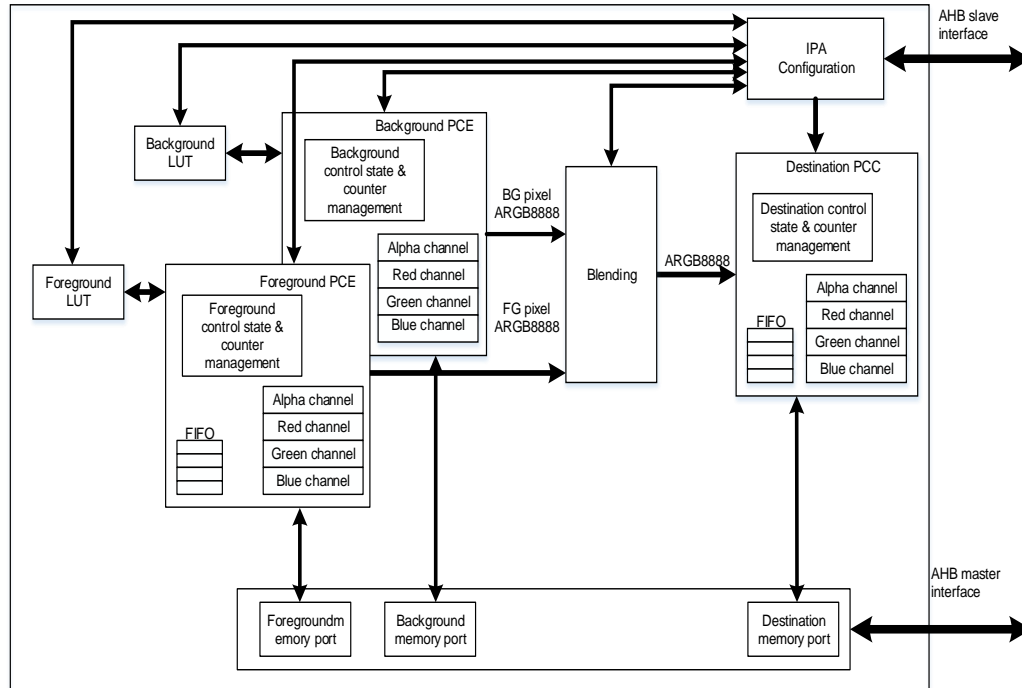 AHB slave
interface
IPA
Configuration
Background PCE
Background
LUT
Background
control state &
counter
management
Destination PCC
BG pixel
ARGB8888
Destination control
state & counter
management
Alpha channel
Red channel
Green channel
Blue channel
Blending
ARGB8888
Foreground
LUT
Foreground PCE
Foreground
control state &
counter
management
FG pixel
ARGB8888
Alpha channel
Red channel
Green channel
Blue channel
FIFO
Alpha channel
Red channel
Green channel
Blue channel
FIFO
AHB master
interface
Foregroundm
emory port
Background
memory port
Destination
memory port